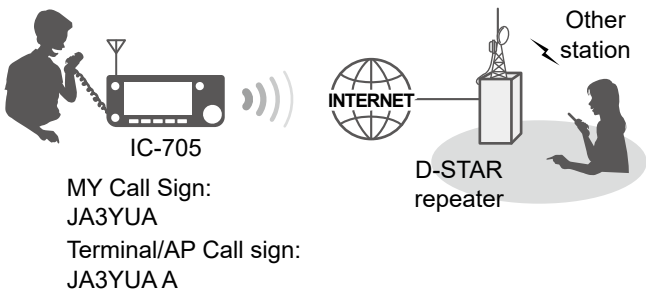 Other
station
INTERNET
IC-705
D-STAR
repeater
MY Call Sign:
JA3YUA
Terminal/AP Call sign:
JA3YUA A